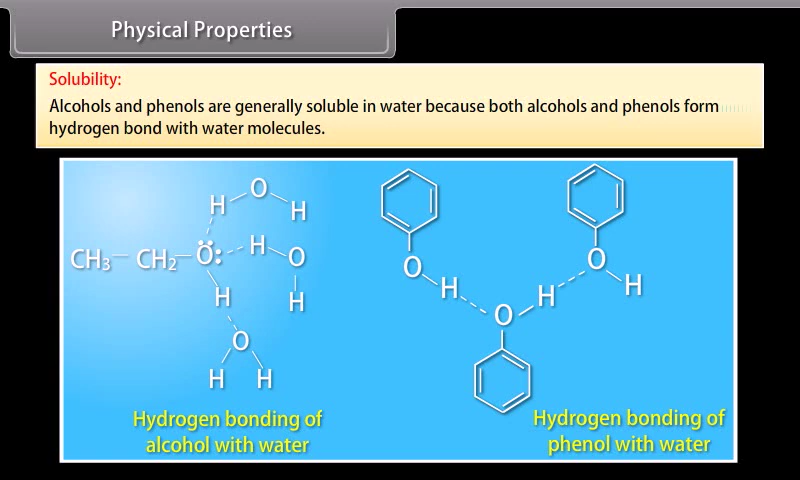 Physical Properties
Solubility:
Alcohols and phenols are generally soluble in water because both alcohols and phenols form
hydrogen bond with water molecules.
H O H
CH3 CH2 O H O
H H
O
H H
O H O H
O H
Hydrogen bonding of
alcohol with water
Hydrogen bonding of
phenol with water